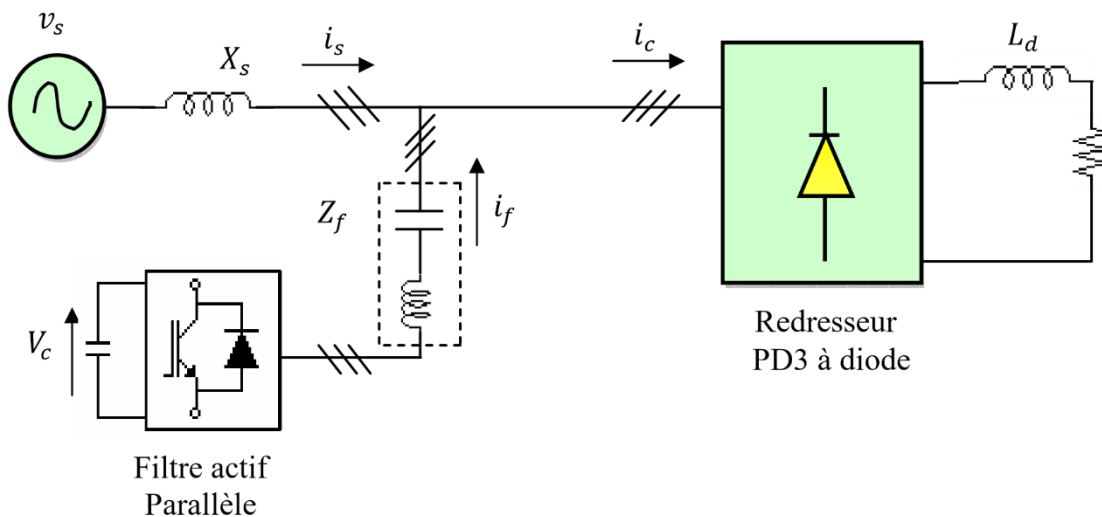 v_s
X_s
i_s
i_c
L_d
Z_f
i_f
V_c
Redresseur
PD3 à diode
Filtre actif
Parallèle